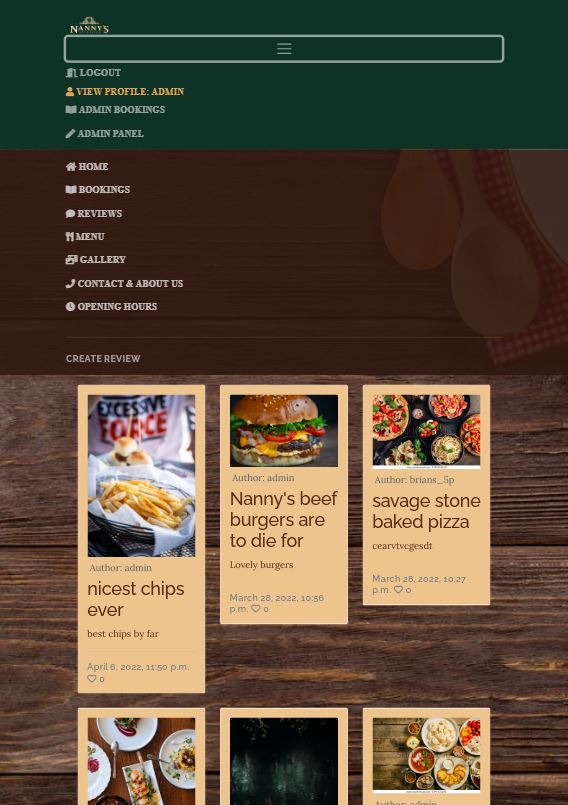 NANNY'S
LOGOUT
VIEW PROFILE: ADMIN
ADMIN BOOKINGS
ADMIN PANEL
HOME
BOOKINGS
REVIEWS
MENU
GALLERY
CONTACT & ABOUT US
OPENING HOURS
CREATE REVIEW
EXCESSIVE
FORCE
Author: admin
nicest chips
ever
best chips by far
April 6, 2022, 11:50 p.m.
0
Author: admin
Nanny's beef
burgers are
to die for
Lovely burgers
March 28, 2022, 10:56
p.m. 0
Author: brians_5p
savage stone
baked pizza
cearvtvcgesdt
March 28, 2022, 10:27
p.m. 0
Author: admin